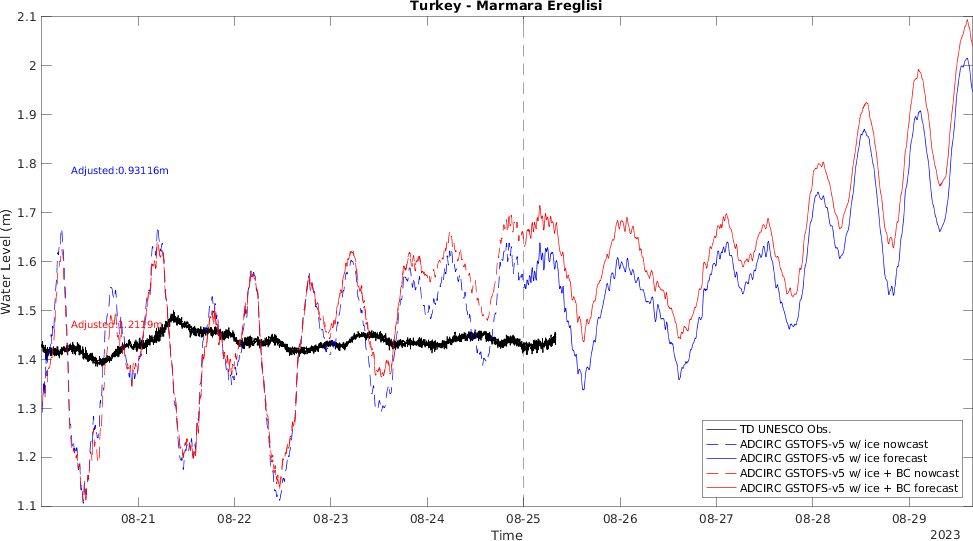 Turkey - Marmara Ereglisi
2.1
2
1.9
1.8
1.7
1.6
1.5
1.4
1.3
1.2
1.1
Water Level (m)
Adjusted:0.93116m
Adjusted:1.2119m
TD UNESCO Obs.
ADCIRC GSTOFS-v5 w/ ice nowcast
ADCIRC GSTOFS-v5 w/ ice forecast
ADCIRC GSTOFS-v5 w/ ice + BC nowcast
ADCIRC GSTOFS-v5 w/ ice + BC forecast
08-21 08-22 08-23 08-24 08-25 08-26 08-27 08-28 08-29
Time
2023